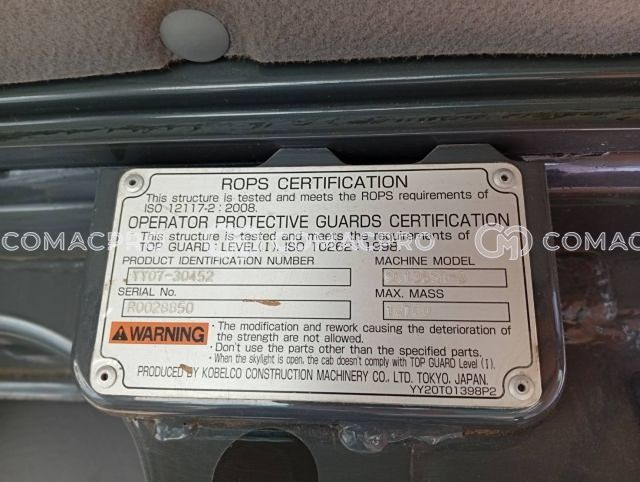 ROPS CERTIFICATION
This structure is tested and meets the ROPS requirements of
ISO 12117-2 : 2008.
OPERATOR PROTECTIVE GUARDS CERTIFICATION
This structure is tested and meets the requirements of
TOP GUARD : LEVEL(I). ISO 10262 : 1998.
PRODUCT IDENTIFICATION NUMBER
MACHINE MODEL
YY07-30452
SERIAL No.
MAX. MASS
R0028850
WARNING
· The modification and rework causing the deterioration of
the strength are not allowed.
· Don't use the parts other than the specified parts.
· When the skylight is open, the cab doesn't comply with TOP GUARD Level (I).
PRODUCED BY KOBELCO CONSTRUCTION MACHINERY CO., LTD. TOKYO, JAPAN.
YY20T01398P2